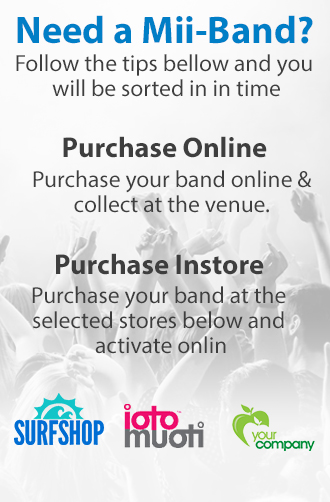 Need a Mii-Band?
Follow the tips bellow and you
will be sorted in in time
Purchase Online
Purchase your band online &
collect at the venue.
Purchase Instore
Purchase your band at the
selected stores below and
activate onlin
SURFSHOP
ioto
muoti
your
company